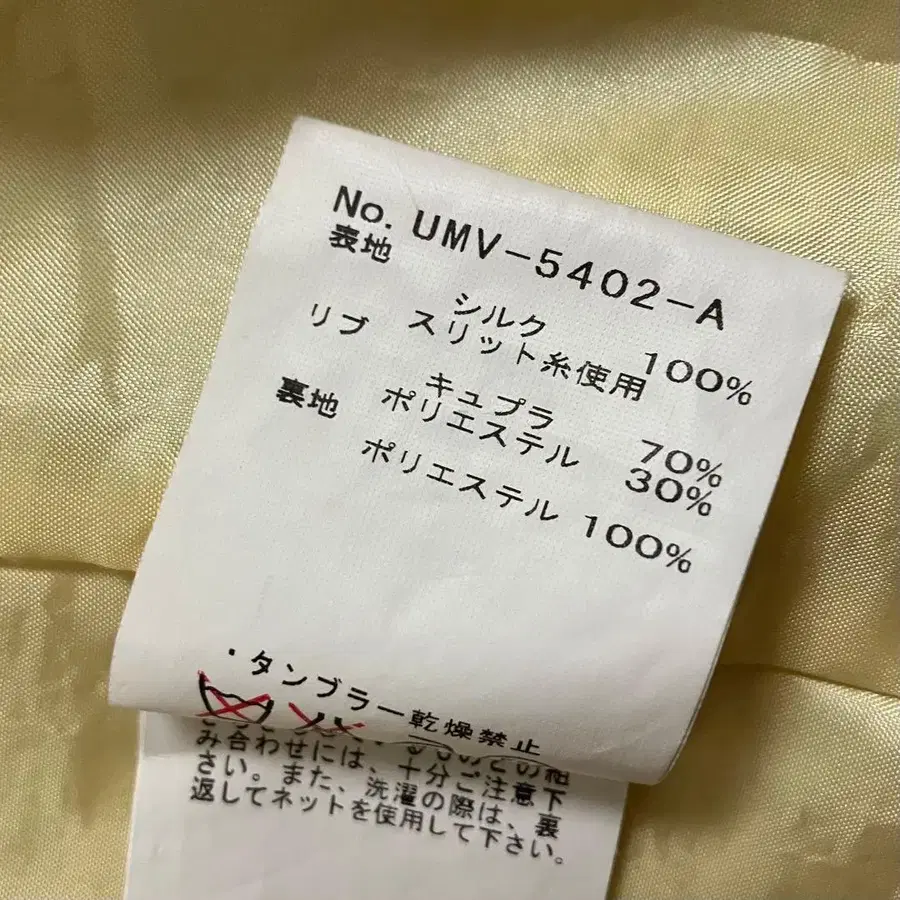 No. UMV-5402-A
表地
シルク 100%
スリット糸使用
リブ
キュプラ 70%
ポリエステル 30%
裏地
ポリエステル 100%
・タンブラー乾燥禁止
み合わせには、十分ご注意下
さい。また、洗濯の際は、裏
返してネットを使用して下さい。